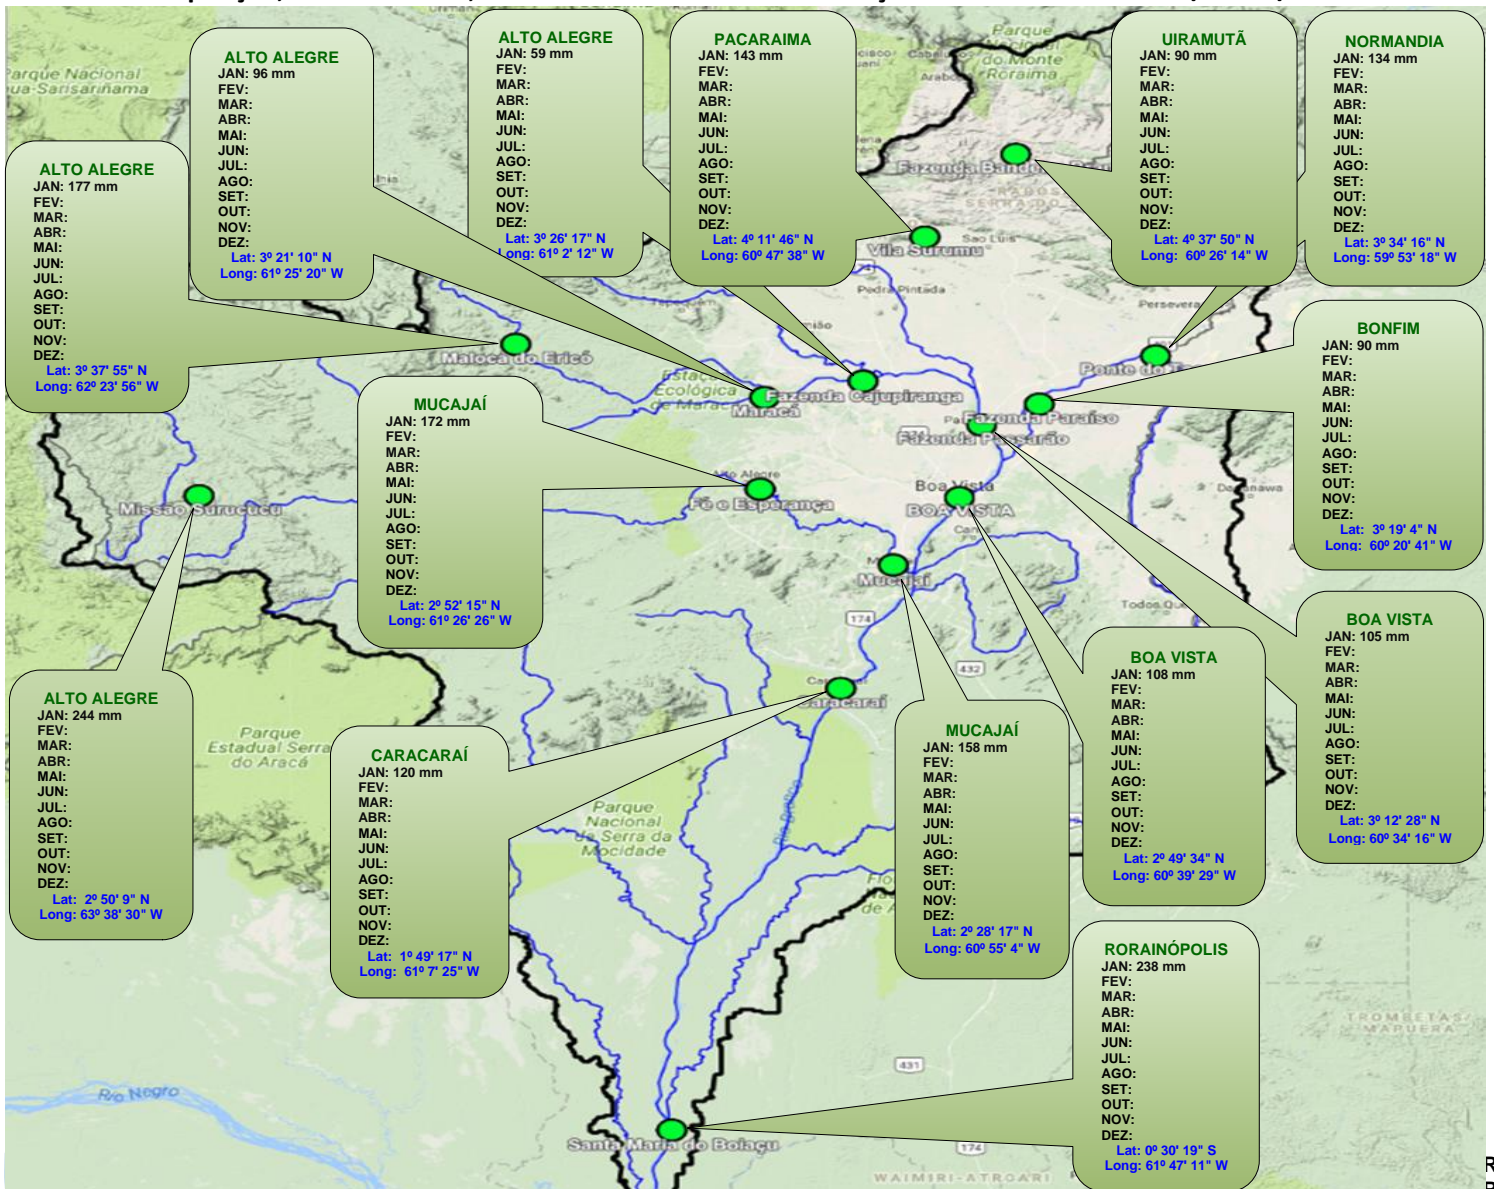 ALTO ALEGRE
JAN: 177 mm
FEV:
MAR:
ABR:
MAI:
JUN:
JUL:
AGO:
SET:
OUT:
NOV:
DEZ:
Lat: 3º 37' 55" N
Long: 62º 23' 56" W
ALTO ALEGRE
JAN: 96 mm
FEV:
MAR:
ABR:
MAI:
JUN:
JUL:
AGO:
SET:
OUT:
NOV:
DEZ:
Lat: 3º 21' 10" N
Long: 61º 25' 20" W
ALTO ALEGRE
JAN: 59 mm
FEV:
MAR:
ABR:
MAI:
JUN:
JUL:
AGO:
SET:
OUT:
NOV:
DEZ:
Lat: 3º 26' 17" N
Long: 61º 2' 12" W
PACARAIMA
JAN: 143 mm
FEV:
MAR:
ABR:
MAI:
JUN:
JUL:
AGO:
SET:
OUT:
NOV:
DEZ:
Lat: 4º 11' 46" N
Long: 60º 47' 38" W
UIRAMUTÃ
JAN: 90 mm
FEV:
MAR:
ABR:
MAI:
JUN:
JUL:
AGO:
SET:
OUT:
NOV:
DEZ:
Lat: 4º 37' 50" N
Long: 60º 26' 14" W
NORMANDIA
JAN: 134 mm
FEV:
MAR:
ABR:
MAI:
JUN:
JUL:
AGO:
SET:
OUT:
NOV:
DEZ:
Lat: 3º 34' 16" N
Long: 59º 53' 18" W
BONFIM
JAN: 90 mm
FEV:
MAR:
ABR:
MAI:
JUN:
JUL:
AGO:
SET:
OUT:
NOV:
DEZ:
Lat: 3º 19' 4" N
Long: 60º 20' 41" W
MUCAJAÍ
JAN: 172 mm
FEV:
MAR:
ABR:
MAI:
JUN:
JUL:
AGO:
SET:
OUT:
NOV:
DEZ:
Lat: 2º 52' 15" N
Long: 61º 26' 26" W
ALTO ALEGRE
JAN: 244 mm
FEV:
MAR:
ABR:
MAI:
JUN:
JUL:
AGO:
SET:
OUT:
NOV:
DEZ:
Lat: 2º 50' 9" N
Long: 63º 38' 30" W
CARACARAÍ
JAN: 120 mm
FEV:
MAR:
ABR:
MAI:
JUN:
JUL:
AGO:
SET:
OUT:
NOV:
DEZ:
Lat: 1º 49' 17" N
Long: 61º 7' 25" W
MUCAJAÍ
JAN: 158 mm
FEV:
MAR:
ABR:
MAI:
JUN:
JUL:
AGO:
SET:
OUT:
NOV:
DEZ:
Lat: 2º 28' 17" N
Long: 60º 55' 4" W
BOA VISTA
JAN: 108 mm
FEV:
MAR:
ABR:
MAI:
JUN:
JUL:
AGO:
SET:
OUT:
NOV:
DEZ:
Lat: 2º 49' 34" N
Long: 60º 39' 29" W
BOA VISTA
JAN: 105 mm
FEV:
MAR:
ABR:
MAI:
JUN:
JUL:
AGO:
SET:
OUT:
NOV:
DEZ:
Lat: 3º 12' 28" N
Long: 60º 34' 16" W
RORAINÓPOLIS
JAN: 238 mm
FEV:
MAR:
ABR:
MAI:
JUN:
JUL:
AGO:
SET:
OUT:
NOV:
DEZ:
Lat: 0º 30' 19" S
Long: 61º 47' 11" W
Parque
do Monte
Roraima
Parque Nacional
Fazenda
Vila Surumu
Sao Luis
Pedra Pintada
Maloca do Ericó
Ecológica
Maracá
Fazenda Cajupiranga
Ponte do
Fazenda Paraíso
Fazenda Passarão
Missão Surucucu
Alto Alegre
Fé e Esperança
Boa Vista
BOA VISTA
Mucajaí
174
432
Caracaraí
Parque
Estadual Serra
do Aracá
Parque
Nacional
da Serra da
Mocidade
Rio Branco
Rio Negro
431
174
TROMBETAS/
MAPUERA
Santa Maria do Boiaçu
WAIMIRI-ATROARI